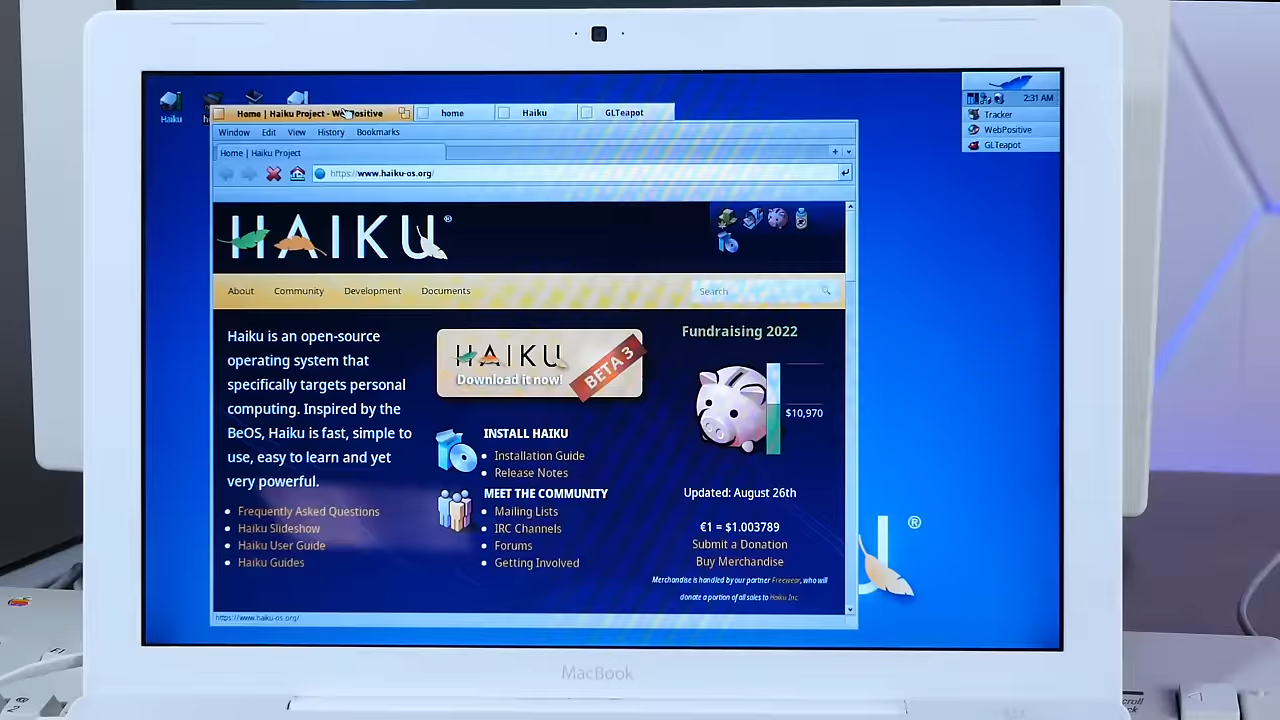 Haiku
Home | Haiku Project - WebPositive
home
Haiku
GLTeapot
2:31 AM
Tracker
WebPositive
GLTeapot
Window Edit View History Bookmarks
Home | Haiku Project
https://www.haiku-os.org/
HAIKU®
About Community Development Documents Search
Haiku is an open-source
operating system that
specifically targets personal
computing. Inspired by the
BeOS, Haiku is fast, simple to
use, easy to learn and yet
very powerful.
Frequently Asked Questions
Haiku Slideshow
Haiku User Guide
Haiku Guides
HAIKU
Download it now!
BETA 3
INSTALL HAIKU
Installation Guide
Release Notes
MEET THE COMMUNITY
Mailing Lists
IRC Channels
Forums
Getting Involved
Fundraising 2022
$10,970
Updated: August 26th
€1 = $1.003789
Submit a Donation
Buy Merchandise
Merchandise is handled by our partner Freewear, who will
donate a portion of all sales to Haiku Inc.
https://www.haiku-os.org/
®
MacBook
F1
Scroll